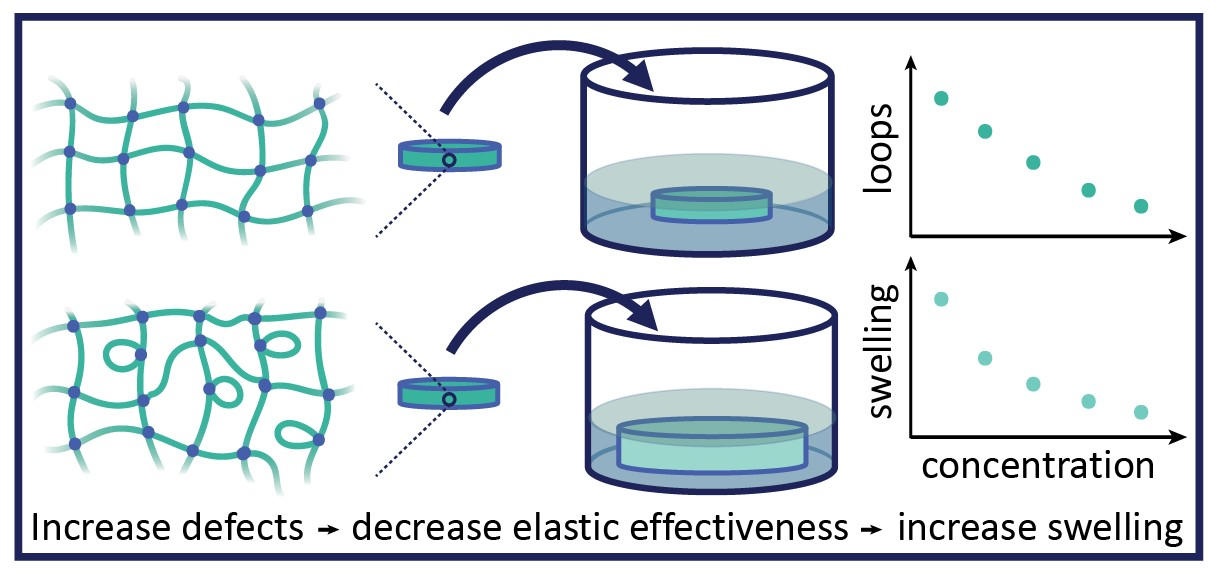 loops
swelling
concentration
Increase defects → decrease elastic effectiveness → increase swelling